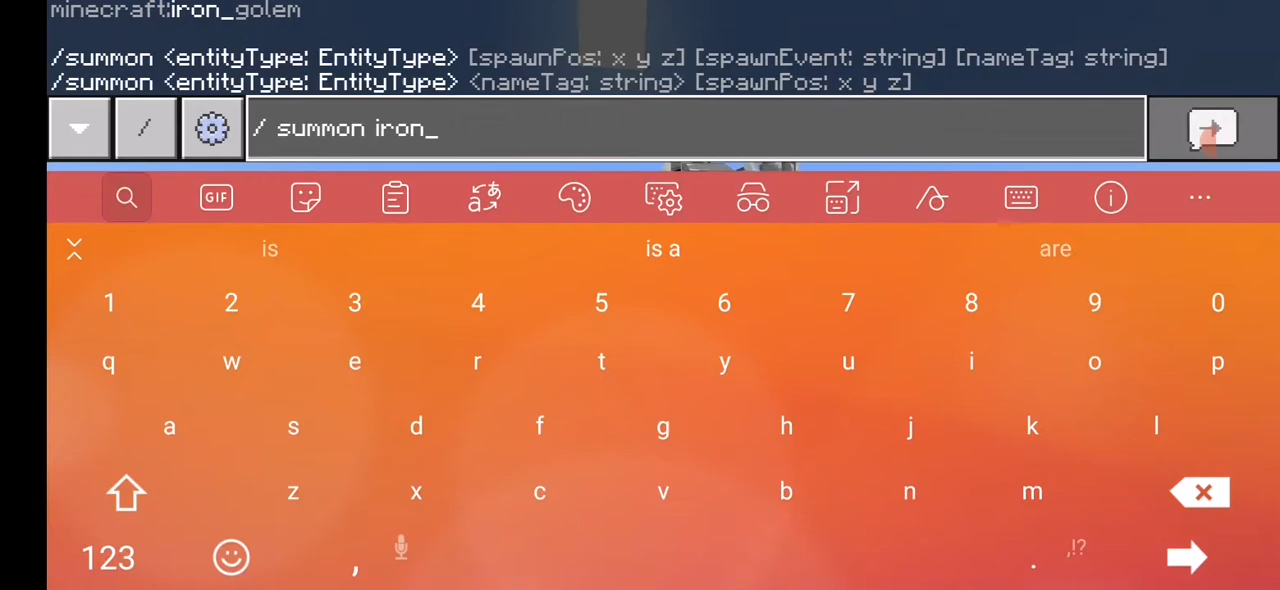 minecraft:iron_golem
/summon <entityType: EntityType> [spawnPos: x y z] [spawnEvent: string] [nameTag: string]
/summon <entityType: EntityType> <nameTag: string> [spawnPos: x y z]
/ / summon iron_
GIF
is is a are
1 2 3 4 5 6 7 8 9 0
q w e r t y u i o p
a s d f g h j k l
z x c v b n m
123 , . ,!?